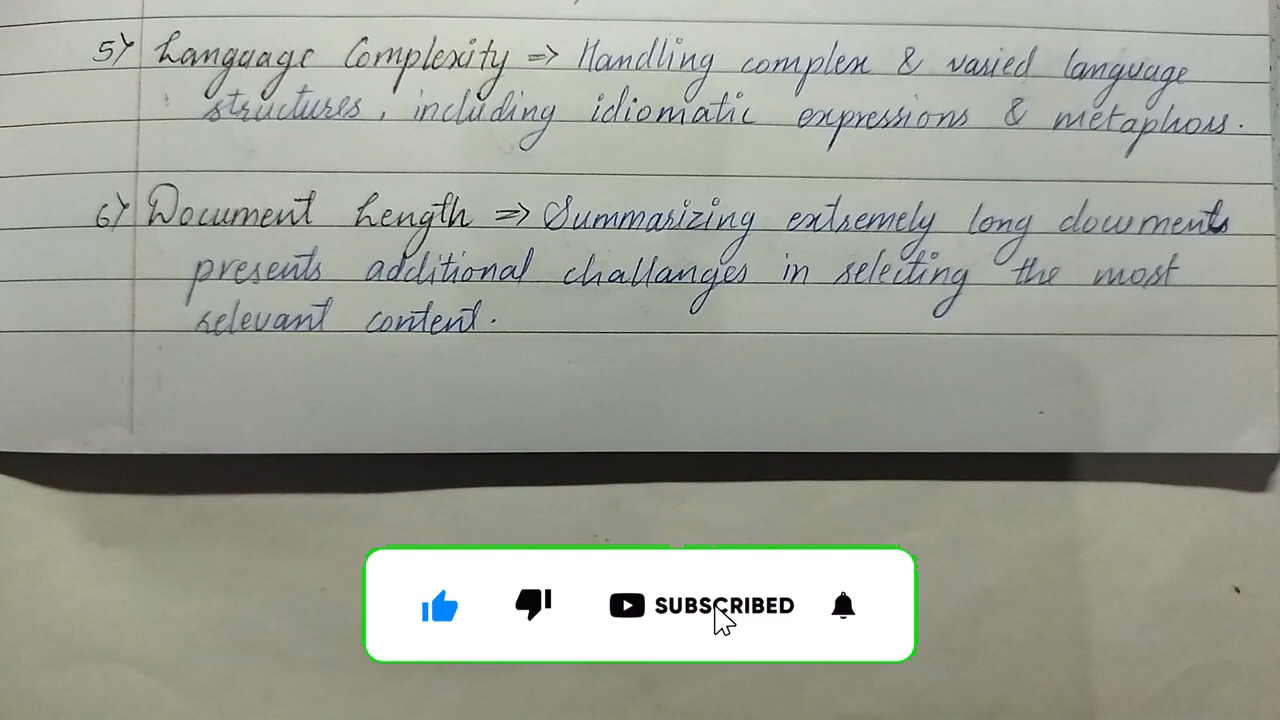 5) Language Complexity => Handling complex & varied language
structures, including idiomatic expressions & metaphors.
6) Document Length => Summarizing extremely long documents
presents additional challanges in selecting the most
relevant content.
SUBSCRIBED